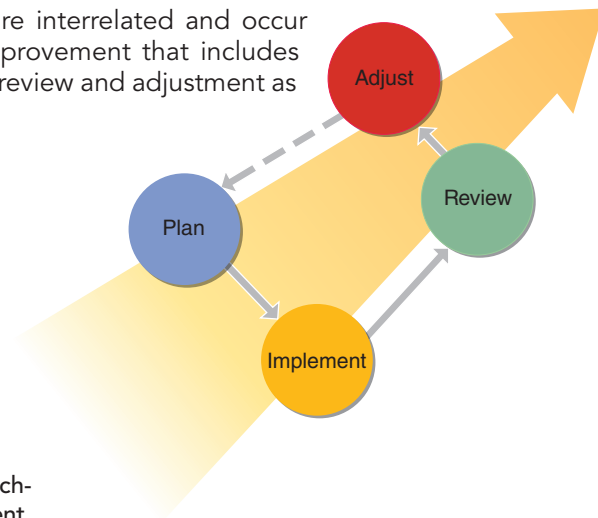 re interrelated and occur
provement that includes
review and adjustment as
Adjust
Review
Plan
Implement
ch-
ent